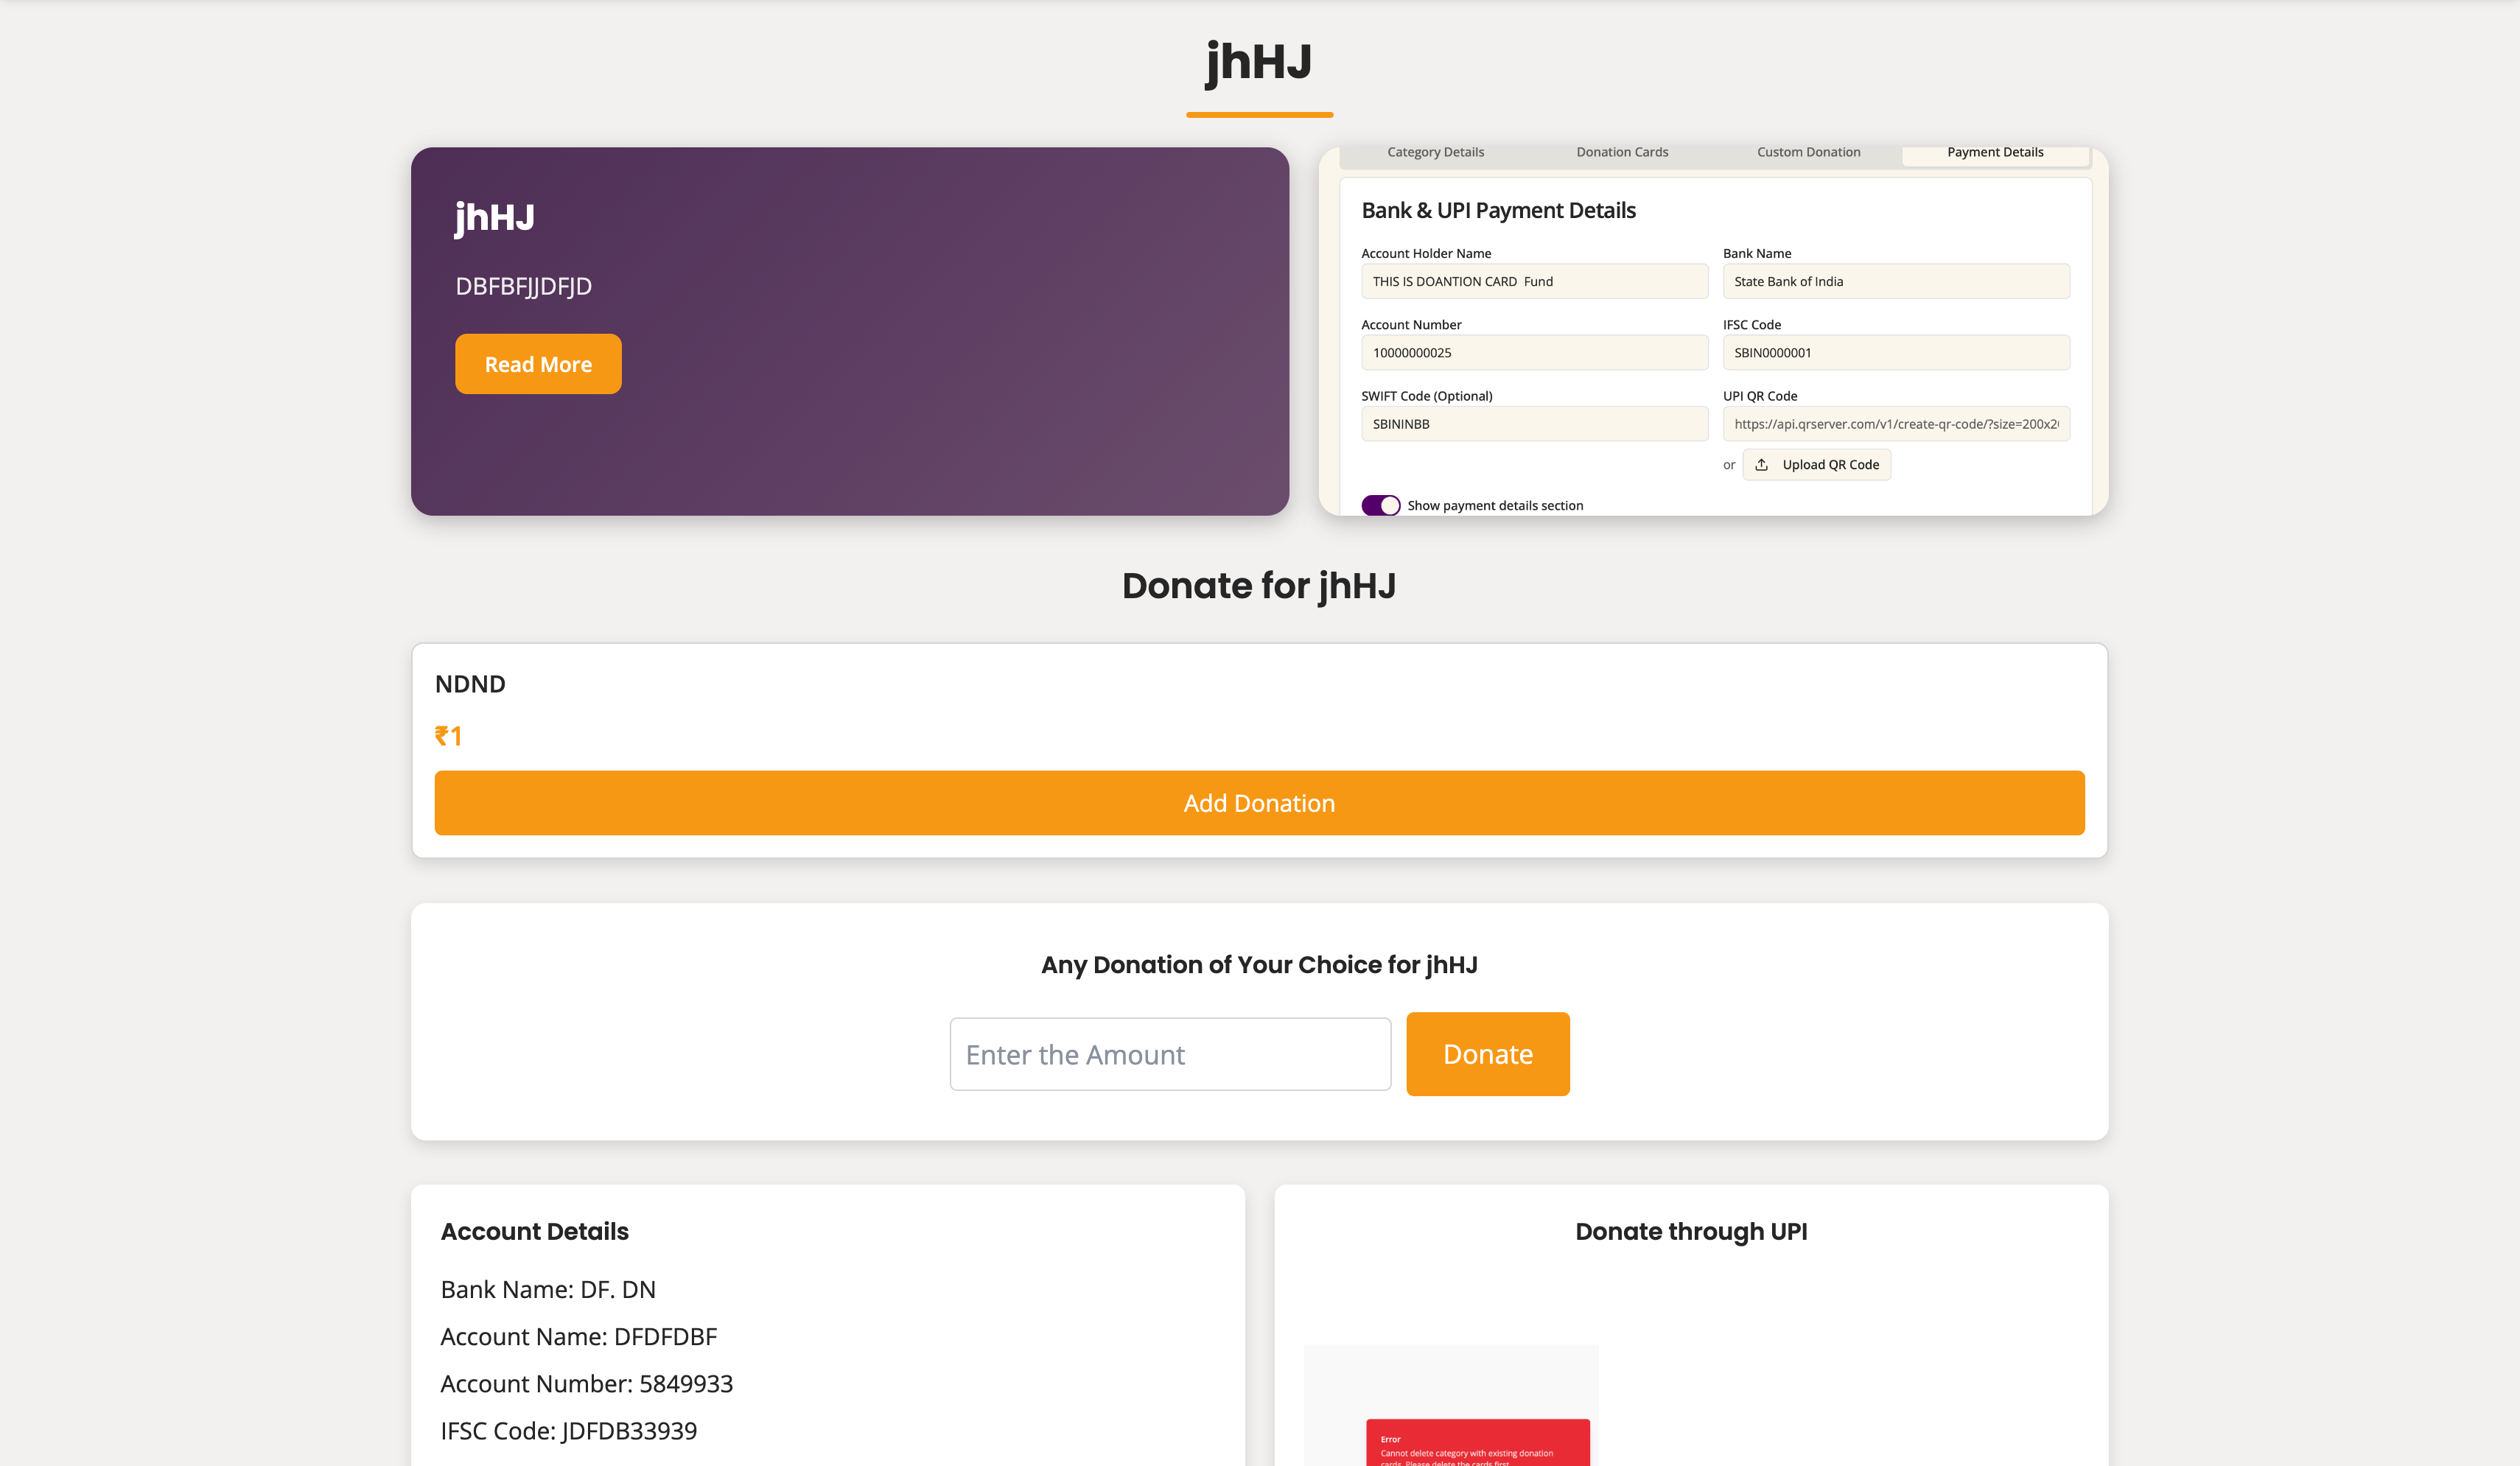 jhHJ
jhHJ
DBFBFJJDFJD
Read More
Category Details
Donation Cards
Custom Donation
Payment Details
Bank & UPI Payment Details
Account Holder Name
Bank Name
THIS IS DOANTION CARD  Fund
State Bank of India
Account Number
IFSC Code
10000000025
SBIN0000001
SWIFT Code (Optional)
UPI QR Code
SBININBB
https://api.qrserver.com/v1/create-qr-code/?size=200x2
or
Upload QR Code
Show payment details section
Donate for jhHJ
NDND
₹1
Add Donation
Any Donation of Your Choice for jhHJ
Enter the Amount
Donate
Account Details
Bank Name: DF. DN
Account Name: DFDFDBF
Account Number: 5849933
IFSC Code: JDFDB33939
Donate through UPI
Error
Cannot delete category with existing donation
cards. Please delete the cards first.